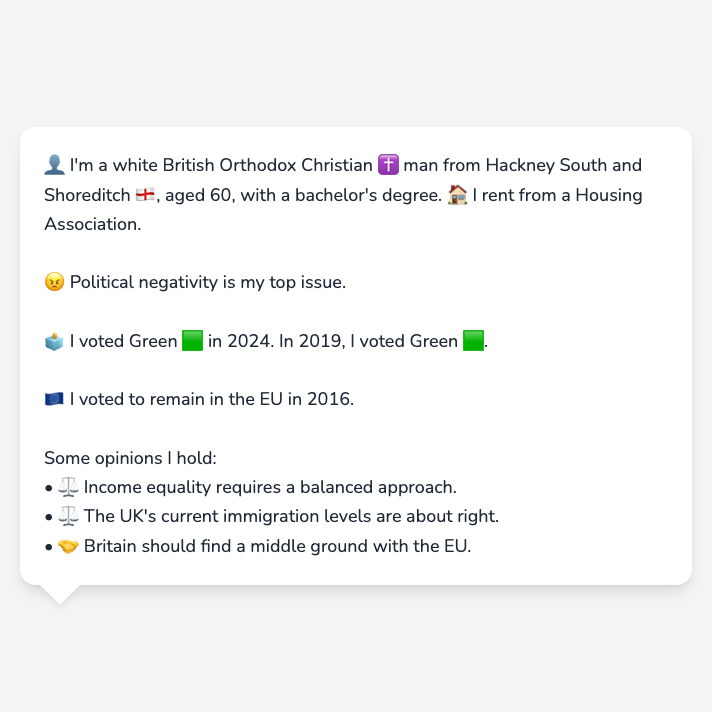 👤 I'm a white British Orthodox Christian ✝️ man from Hackney South and
Shoreditch 🏴󠁧󠁢󠁥󠁮󠁧󠁿, aged 60, with a bachelor's degree. 🏠 I rent from a Housing
Association.
😠 Political negativity is my top issue.
🗳️ I voted Green 🟩 in 2024. In 2019, I voted Green 🟩.
🇪🇺 I voted to remain in the EU in 2016.
Some opinions I hold:
• ⚖️ Income equality requires a balanced approach.
• ⚖️ The UK's current immigration levels are about right.
• 🤝 Britain should find a middle ground with the EU.